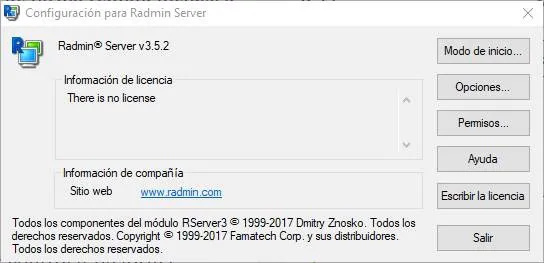 Configuración para Radmin Server
Radmin® Server v3.5.2
Modo de inicio...
Información de licencia
There is no license
Opciones...
Permisos...
Ayuda
Información de compañía
Sitio web www.radmin.com
Escribir la licencia
Todos los componentes del módulo RServer3 © 1999-2017 Dmitry Znosko. Todos los
derechos reservados. Copyright © 1999-2017 Famatech Corp. y sus distribuidores.
Todos los derechos reservados.
Salir